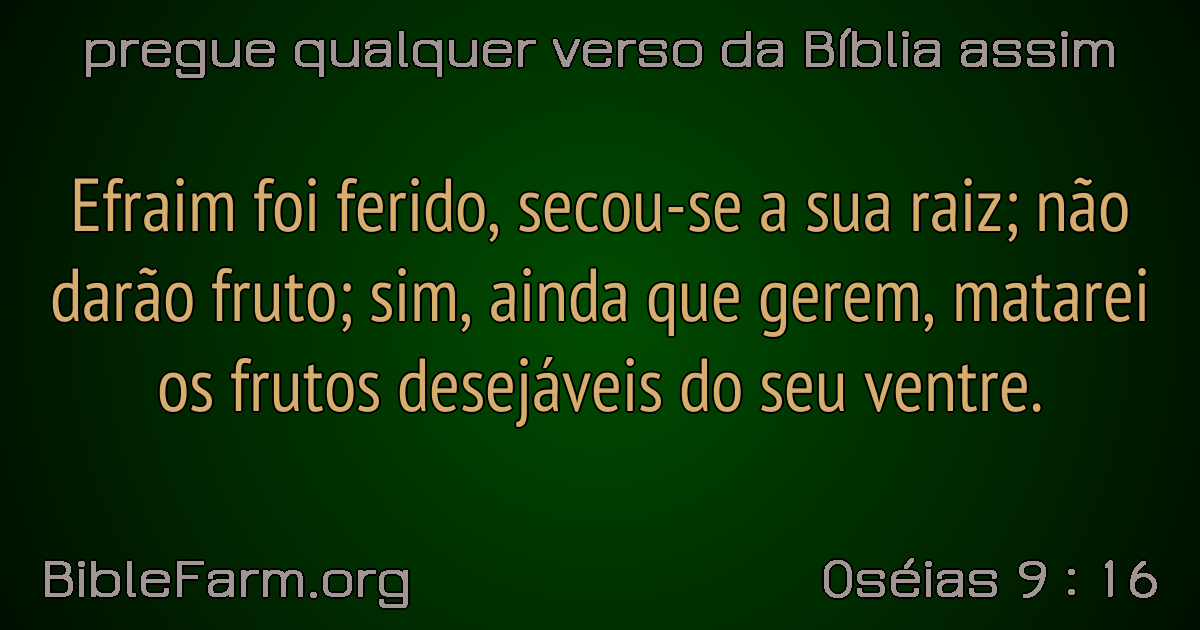 pregue qualquer verso da Bíblia assim
Efraim foi ferido, secou-se a sua raiz; não
darão fruto; sim, ainda que gerem, matarei
os frutos desejáveis do seu ventre.
BibleFarm.org
Oséias 9 : 16